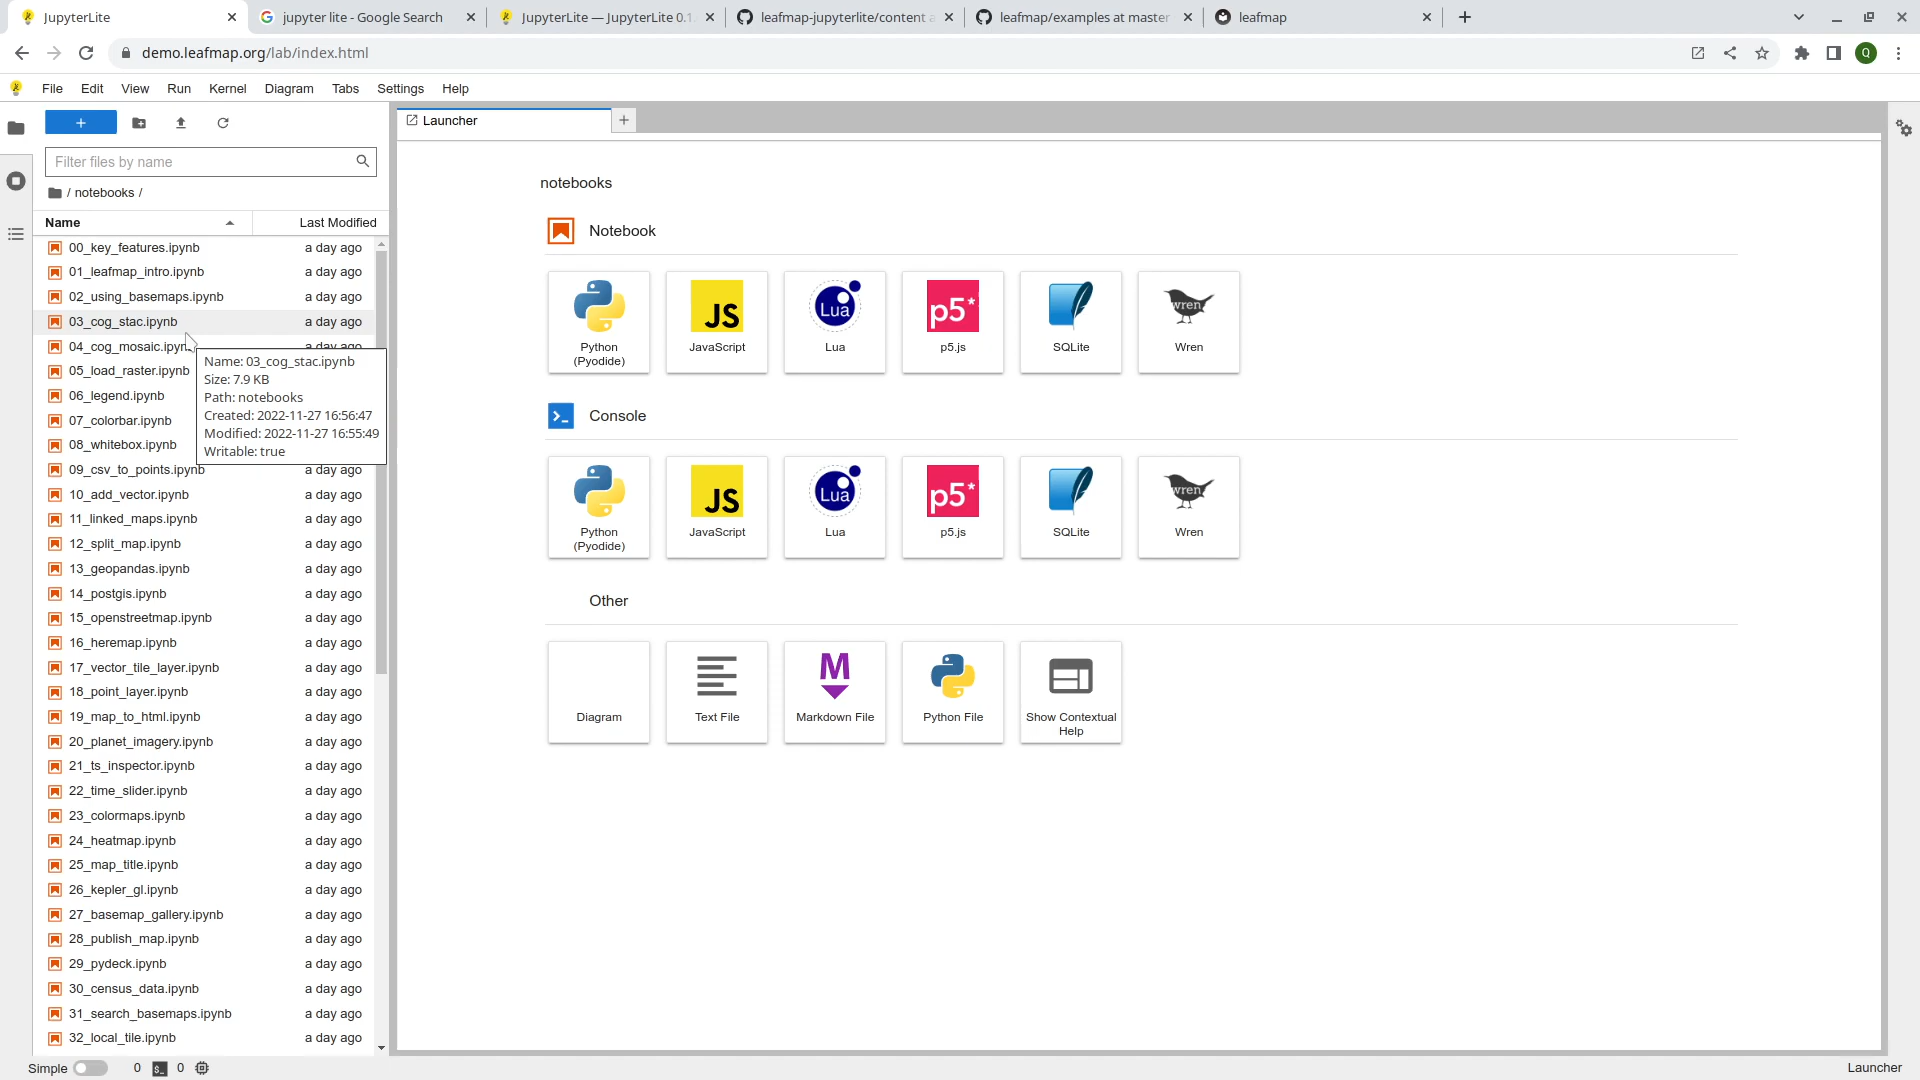 JupyterLite
jupyter lite - Google Search
JupyterLite — JupyterLite 0.1.
leafmap-jupyterlite/content a
leafmap/examples at master
leafmap
demo.leafmap.org/lab/index.html
Q
File Edit View Run Kernel Diagram Tabs Settings Help
Filter files by name
/ notebooks /
Name Last Modified
00_key_features.ipynb a day ago
01_leafmap_intro.ipynb a day ago
02_using_basemaps.ipynb a day ago
03_cog_stac.ipynb a day ago
04_cog_mosaic.ipyn a day ago
05_load_raster.ipynb
06_legend.ipynb
07_colorbar.ipynb
08_whitebox.ipynb
09_csv_to_points.ipynb a day ago
10_add_vector.ipynb a day ago
11_linked_maps.ipynb a day ago
12_split_map.ipynb a day ago
13_geopandas.ipynb a day ago
14_postgis.ipynb a day ago
15_openstreetmap.ipynb a day ago
16_heremap.ipynb a day ago
17_vector_tile_layer.ipynb a day ago
18_point_layer.ipynb a day ago
19_map_to_html.ipynb a day ago
20_planet_imagery.ipynb a day ago
21_ts_inspector.ipynb a day ago
22_time_slider.ipynb a day ago
23_colormaps.ipynb a day ago
24_heatmap.ipynb a day ago
25_map_title.ipynb a day ago
26_kepler_gl.ipynb a day ago
27_basemap_gallery.ipynb a day ago
28_publish_map.ipynb a day ago
29_pydeck.ipynb a day ago
30_census_data.ipynb a day ago
31_search_basemaps.ipynb a day ago
32_local_tile.ipynb a day ago
Name: 03_cog_stac.ipynb
Size: 7.9 KB
Path: notebooks
Created: 2022-11-27 16:56:47
Modified: 2022-11-27 16:55:49
Writable: true
Launcher
notebooks
Notebook
JS Lua p5* wren
Python
(Pyodide)
JavaScript
Lua
p5.js
SQLite
Wren
Console
JS Lua p5* wren
Python
(Pyodide)
JavaScript
Lua
p5.js
SQLite
Wren
Other
M
Diagram
Text File
Markdown File
Python File
Show Contextual
Help
Simple 0 $_ 0 Launcher